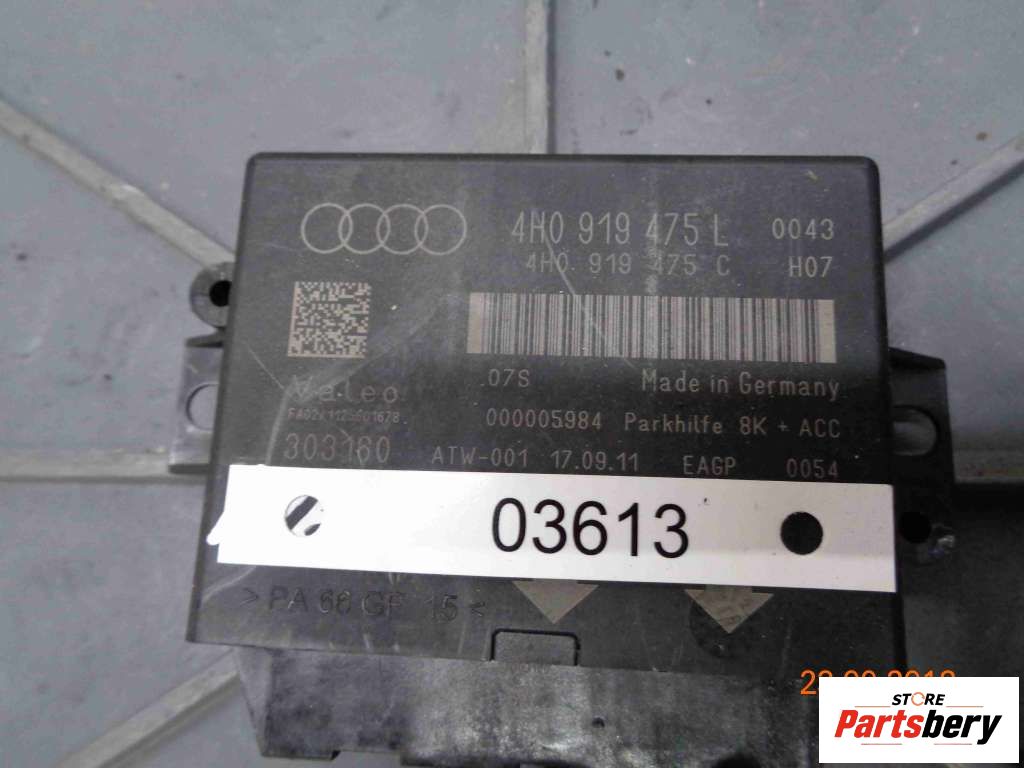 4H0 919 475 L 0043
4H0 919 475 C H07
Valeo .07S Made in Germany
000005984 Parkhilfe 8K + ACC
303160 ATW-001 17.09.11 EAGP 0054
03613
>PA 66 GF 15<
STORE
Partsbery